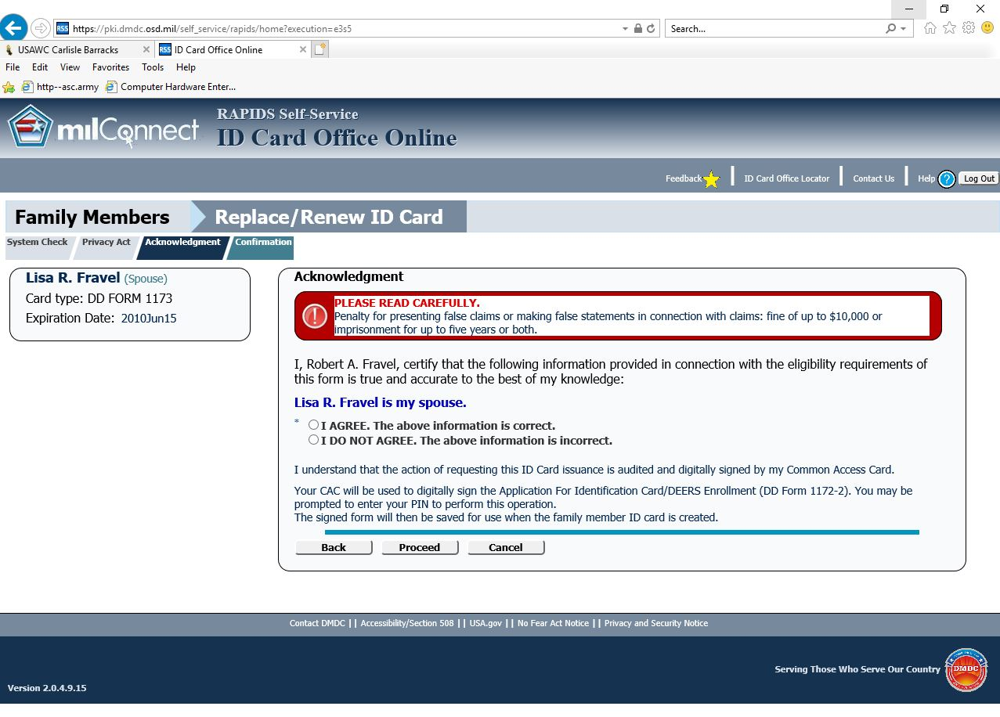 https://pki.dmdc.osd.mil/self_service/rapids/home?execution=e3s5
Search...
USAWC Carlisle Barracks
RSS ID Card Office Online
File Edit View Favorites Tools Help
http--asc.army Computer Hardware Enter...
milConnect
RAPIDS Self-Service
ID Card Office Online
Feedback ID Card Office Locator Contact Us Help ? Log Out
Family Members Replace/Renew ID Card
System Check Privacy Act Acknowledgment Confirmation
Lisa R. Fravel (Spouse)
Card type: DD FORM 1173
Expiration Date: 2010Jun15
Acknowledgment
PLEASE READ CAREFULLY.
Penalty for presenting false claims or making false statements in connection with claims: fine of up to $10,000 or
imprisonment for up to five years or both.
I, Robert A. Fravel, certify that the following information provided in connection with the eligibility requirements of
this form is true and accurate to the best of my knowledge:
Lisa R. Fravel is my spouse.
* I AGREE. The above information is correct.
I DO NOT AGREE. The above information is incorrect.
I understand that the action of requesting this ID Card issuance is audited and digitally signed by my Common Access Card.
Your CAC will be used to digitally sign the Application For Identification Card/DEERS Enrollment (DD Form 1172-2). You may be
prompted to enter your PIN to perform this operation.
The signed form will then be saved for use when the family member ID card is created.
Back Proceed Cancel
Contact DMDC || Accessibility/Section 508 || USA.gov || No Fear Act Notice || Privacy and Security Notice
Serving Those Who Serve Our Country DMDC
Version 2.0.4.9.15